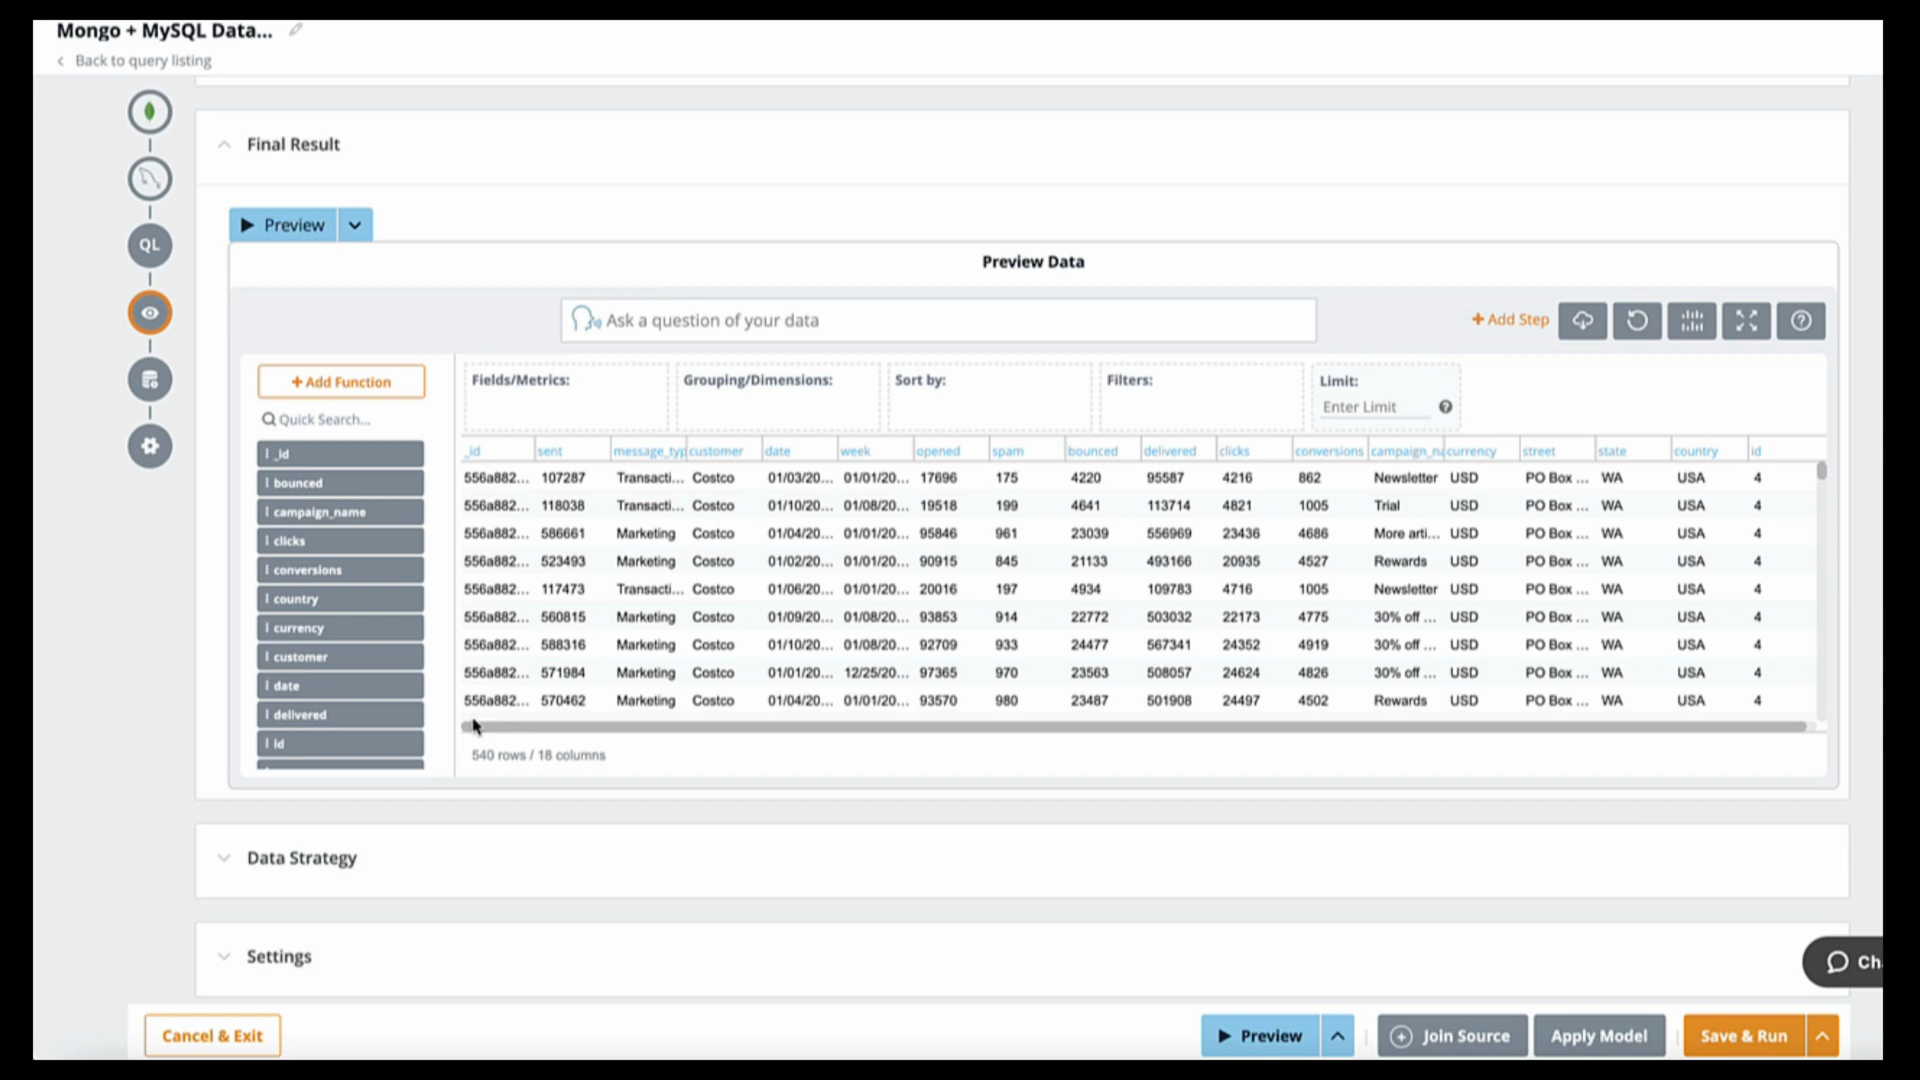 Mongo + MySQL Data...
Back to query listing
Final Result
Preview
Preview Data
Ask a question of your data
+ Add Step
+ Add Function
Quick Search...
Fields/Metrics:
Grouping/Dimensions:
Sort by:
Filters:
Limit:
Enter Limit
QL
_id
bounced
campaign_name
clicks
conversions
country
currency
customer
date
delivered
id
_id sent message_typ customer date week opened spam bounced delivered clicks conversions campaign_na currency street state country id
556a882... 107287 Transacti... Costco 01/03/20... 01/01/20... 17696 175 4220 95587 4216 862 Newsletter USD PO Box ... WA USA 4
556a882... 118038 Transacti... Costco 01/10/20... 01/08/20... 19518 199 4641 113714 4821 1005 Trial USD PO Box ... WA USA 4
556a882... 586661 Marketing Costco 01/04/20... 01/01/20... 95846 961 23039 556969 23436 4686 More arti... USD PO Box ... WA USA 4
556a882... 523493 Marketing Costco 01/02/20... 01/01/20... 90915 845 21133 493166 20935 4527 Rewards USD PO Box ... WA USA 4
556a882... 117473 Transacti... Costco 01/06/20... 01/01/20... 20016 197 4934 109783 4716 1005 Newsletter USD PO Box ... WA USA 4
556a882... 560815 Marketing Costco 01/09/20... 01/08/20... 93853 914 22772 503032 22173 4775 30% off ... USD PO Box ... WA USA 4
556a882... 588316 Marketing Costco 01/10/20... 01/08/20... 92709 933 24477 567341 24352 4919 30% off ... USD PO Box ... WA USA 4
556a882... 571984 Marketing Costco 01/01/20... 12/25/20... 97365 970 23563 508057 24624 4826 30% off ... USD PO Box ... WA USA 4
556a882... 570462 Marketing Costco 01/04/20... 01/01/20... 93570 980 23487 501908 24497 4502 Rewards USD PO Box ... WA USA 4
540 rows / 18 columns
Data Strategy
Settings
Ch
Cancel & Exit
Preview
Join Source
Apply Model
Save & Run